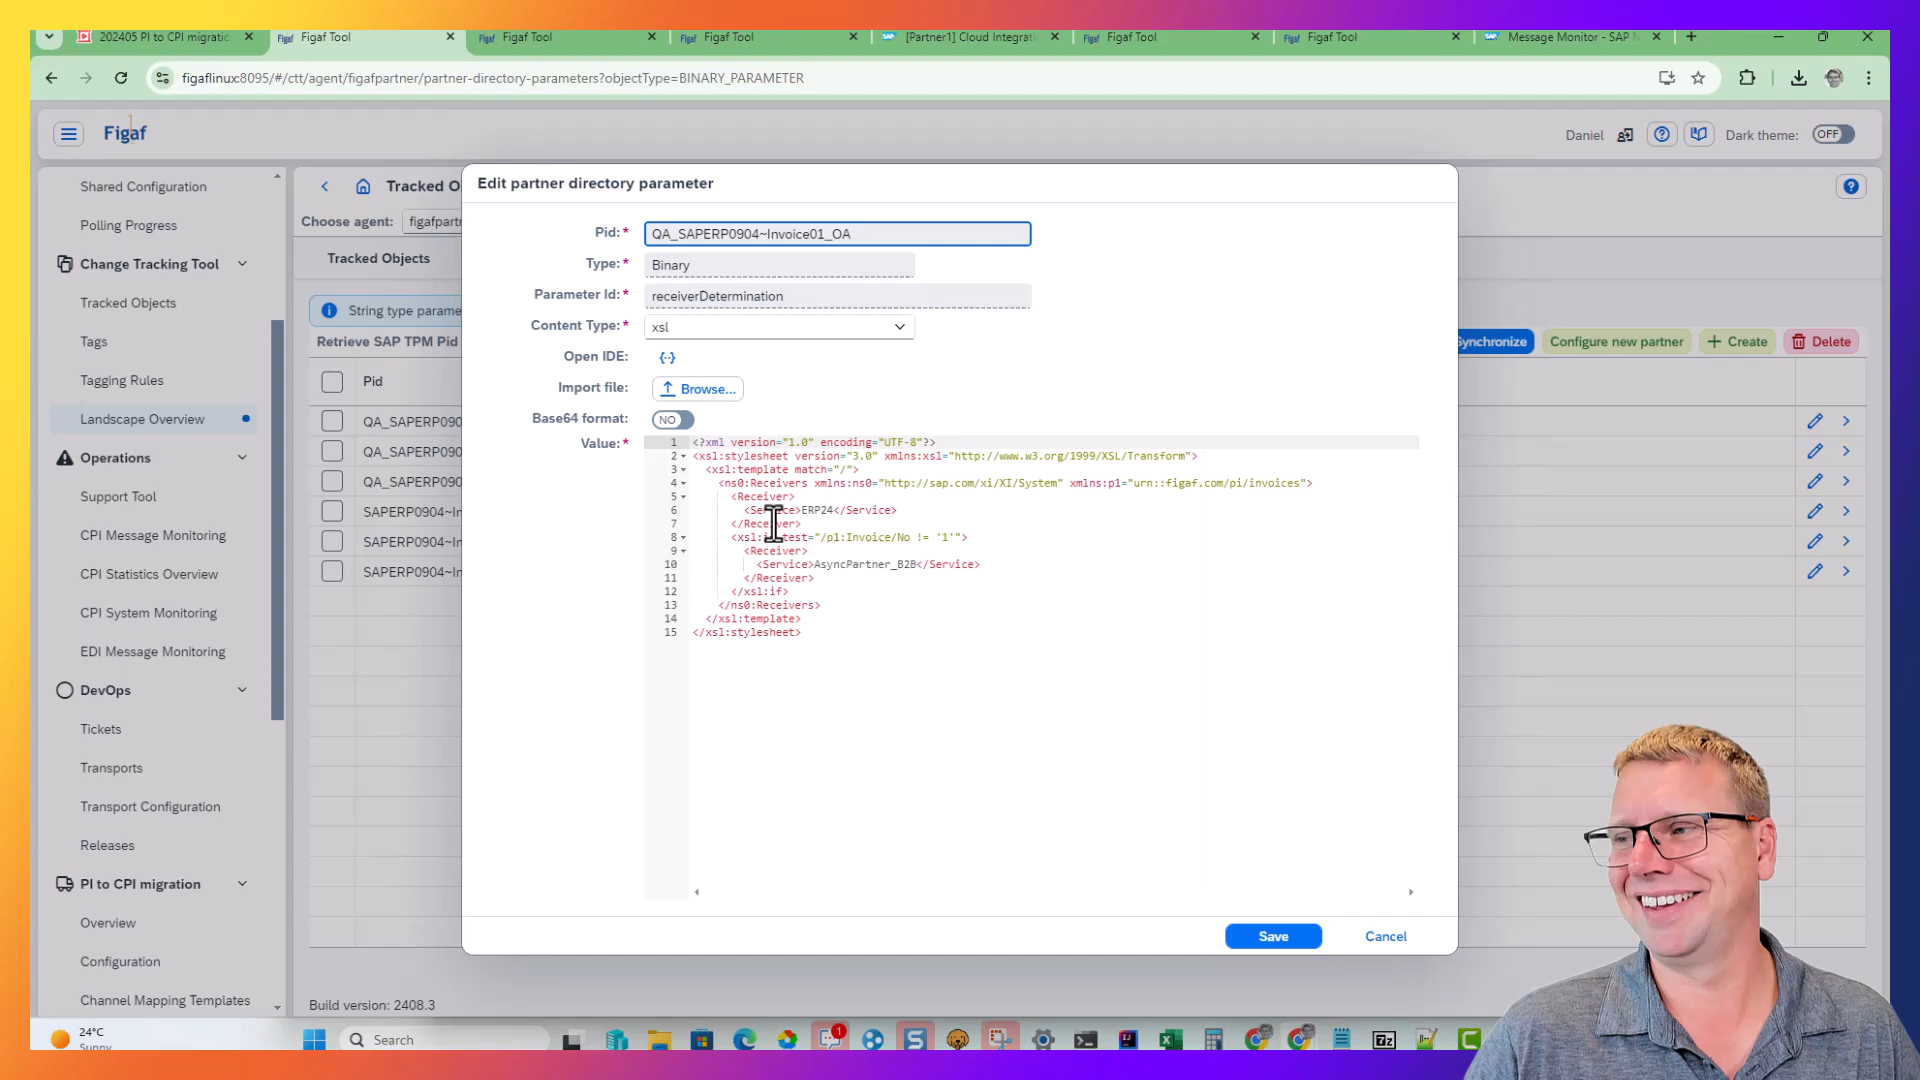 202405 PI to CPI migratio
Figaf Tool
Figaf Tool
Figaf Tool
[Partner1] Cloud Integrat
Figaf Tool
Figaf Tool
Message Monitor - SAP N
figaflinux:8095/#/ctt/agent/figafpartner/partner-directory-parameters?objectType=BINARY_PARAMETER
Figaf
Daniel
Dark theme:
OFF
Shared Configuration
Polling Progress
Change Tracking Tool
Tracked Objects
Tags
Tagging Rules
Landscape Overview
Operations
Support Tool
CPI Message Monitoring
CPI Statistics Overview
CPI System Monitoring
EDI Message Monitoring
DevOps
Tickets
Transports
Transport Configuration
Releases
PI to CPI migration
Overview
Configuration
Channel Mapping Templates
Tracked O
Choose agent:
figafpartn
Tracked Objects
String type parame
Retrieve SAP TPM Pid
Synchronize
Configure new partner
Create
Delete
Pid
QA_SAPERP090
QA_SAPERP090
QA_SAPERP090
SAPERP0904~In
SAPERP0904~In
SAPERP0904~In
Build version: 2408.3
Edit partner directory parameter
Pid:*
QA_SAPERP0904~Invoice01_OA
Type:*
Binary
Parameter Id:*
receiverDetermination
Content Type:*
xsl
Open IDE:
Import file:
Browse...
Base64 format:
NO
Value:*
1 <?xml version="1.0" encoding="UTF-8"?>
2 <xsl:stylesheet version="3.0" xmlns:xsl="http://www.w3.org/1999/XSL/Transform">
3 <xsl:template match="/">
4 <ns0:Receivers xmlns:ns0="http://sap.com/xi/XI/System" xmlns:p1="urn::figaf.com/pi/invoices">
5 <Receiver>
6 <Service>ERP24</Service>
7 </Receiver>
8 <xsl:if test="/p1:Invoice/No != '1'">
9 <Receiver>
10 <Service>AsyncPartner_B2B</Service>
11 </Receiver>
12 </xsl:if>
13 </ns0:Receivers>
14 </xsl:template>
15 </xsl:stylesheet>
Save
Cancel
24°C
Sunny
Search
1
S
7z
C